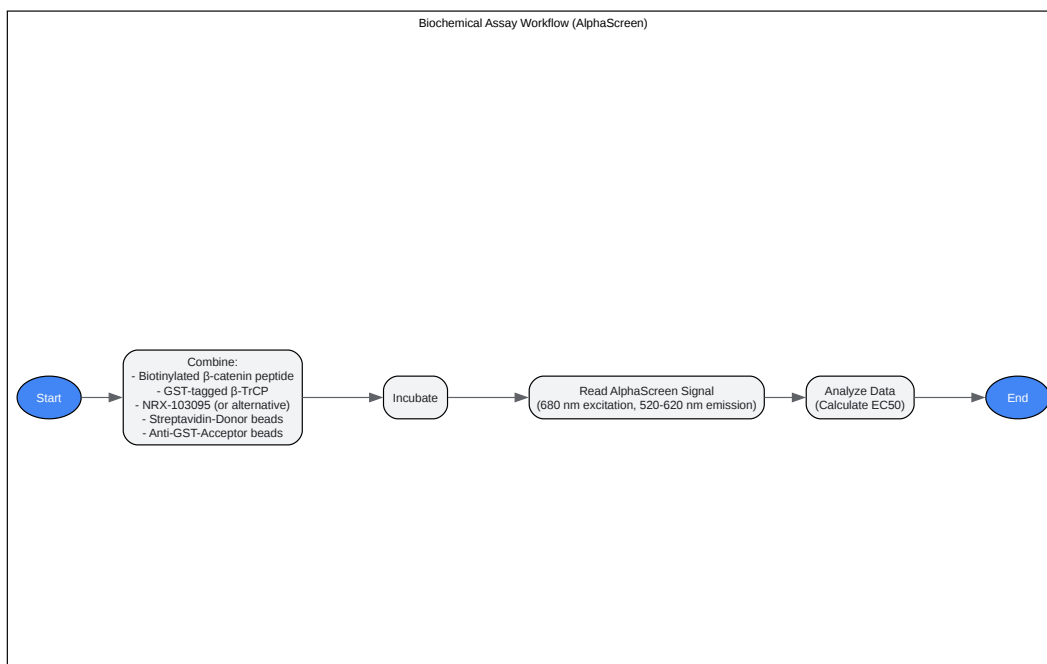 Biochemical Assay Workflow (AlphaScreen)
Start
Combine:
- Biotinylated β-catenin peptide
- GST-tagged β-TrCP
- NRX-103095 (or alternative)
- Streptavidin-Donor beads
- Anti-GST-Acceptor beads
Incubate
Read AlphaScreen Signal
(680 nm excitation, 520-620 nm emission)
Analyze Data
(Calculate EC50)
End